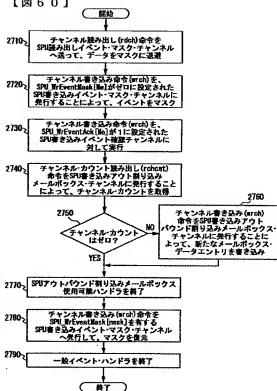 【図60】
開始
2710
チャンネル読み出し(rdch)命令を
SPU読み出しイベント・マスク・チャンネル
へ送って、データをマスクに退避
2720
チャンネル書き込み命令(wrch)を、
SPU_WrEventMask[Ne]がゼロに設定された
SPU書き込みイベント・マスク・チャンネルに
発行することによって、イベントをマスク
2730
チャンネル書き込み命令(wrch)を、
SPU_WrEventAck[Ne]が1に設定された
SPU書き込みイベント確認チャンネルに
対して実行
2740
チャンネル・カウント読み出し(rchcnt)
命令をSPU書き込みアウト割り込み
メールボックス・チャンネルに発行すること
によって、チャンネル・カウントを取得
2750
チャンネル・カウント
はゼロ?
NO
YES
2760
チャンネル書き込み(wrch)
命令をSPU書き込みアウト
バウンド割り込みメールボックス・
チャンネルに発行することに
よって、新たなメールボックス・
データエントリを書き込み
2770
SPUアウトバウンド割り込みメールボックス
使用可能ハンドラを終了
2780
チャンネル書き込み命令(wrch)を、
SPU_WrEventMask[mask]を有する
SPU書き込みイベント・マスク・チャンネル
へ発行して、マスクを復元
2790
一般イベント・ハンドラを終了
終了